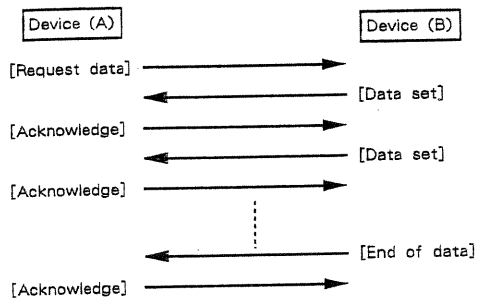 Device (A)
Device (B)
[Request data]
[Data set]
[Acknowledge]
[Data set]
[Acknowledge]
[End of data]
[Acknowledge]